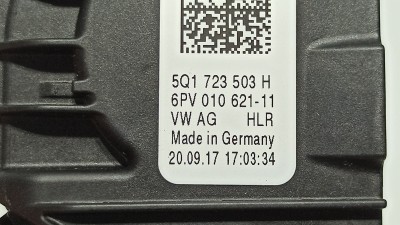 5Q1 723 503 H
6PV 010 621-11
VW AG HLR
Made in Germany
20.09.17 17:03:34